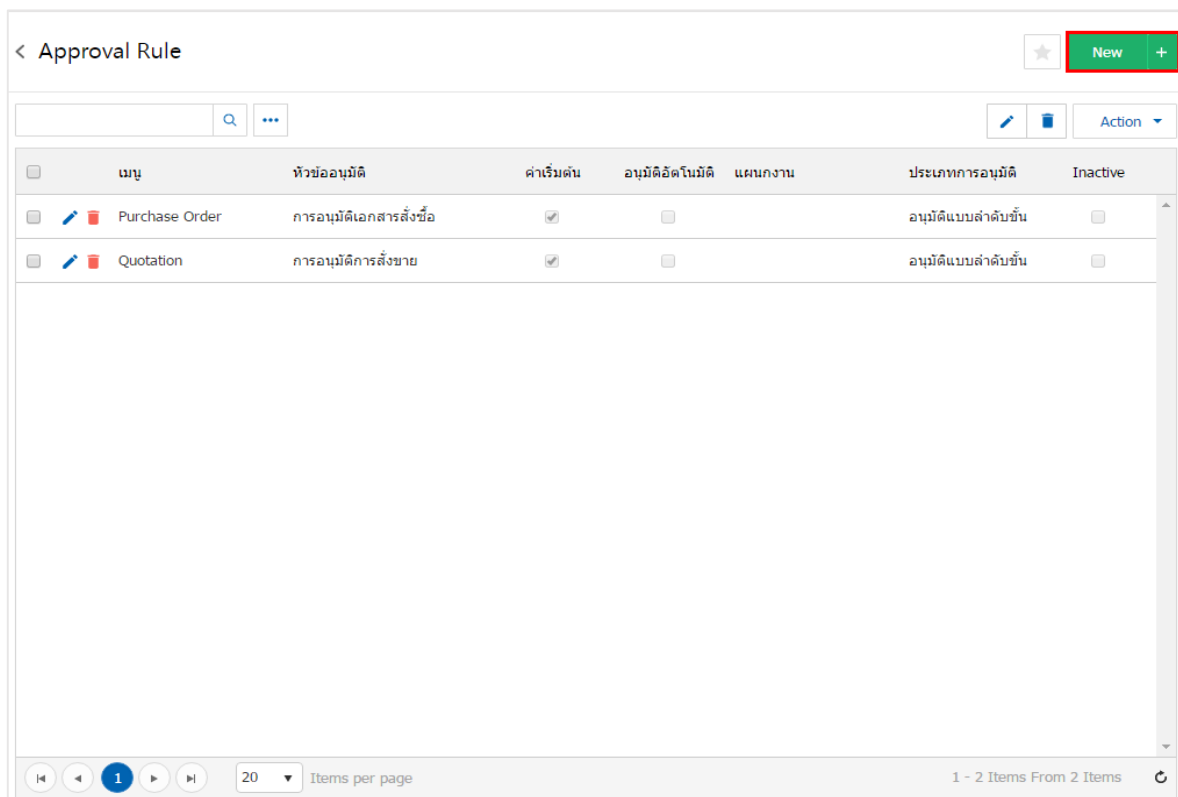 < Approval Rule
New +
... Action
เมนู หัวข้ออนุมัติ ค่าเริ่มต้น อนุมัติอัตโนมัติ แผนกงาน ประเภทการอนุมัติ Inactive
Purchase Order การอนุมัติเอกสารสั่งซื้อ อนุมัติแบบลำดับขั้น
Quotation การอนุมัติการสั่งขาย อนุมัติแบบลำดับขั้น
1 20 Items per page 1 - 2 Items From 2 Items